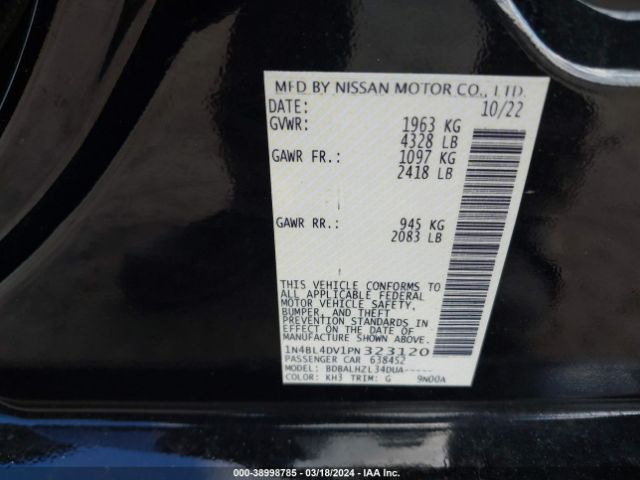 MFD BY NISSAN MOTOR CO., LTD.
DATE: 10/22
GVWR: 1963 KG
4328 LB
GAWR FR.: 1097 KG
2418 LB
GAWR RR.: 945 KG
2083 LB
THIS VEHICLE CONFORMS TO
ALL APPLICABLE FEDERAL
MOTOR VEHICLE SAFETY,
BUMPER, AND THEFT
PREVENTION STANDARDS
IN EFFECT ON THE DATE OF
MANUFACTURE SHOWN ABOVE.
1N4BL4DV1PN 323120
PASSENGER CAR 638452
MODEL: BDBALHZL34DUA-----
COLOR: KH3 TRIM: G 9N00A
000-38998785 - 03/18/2024 - IAA Inc.